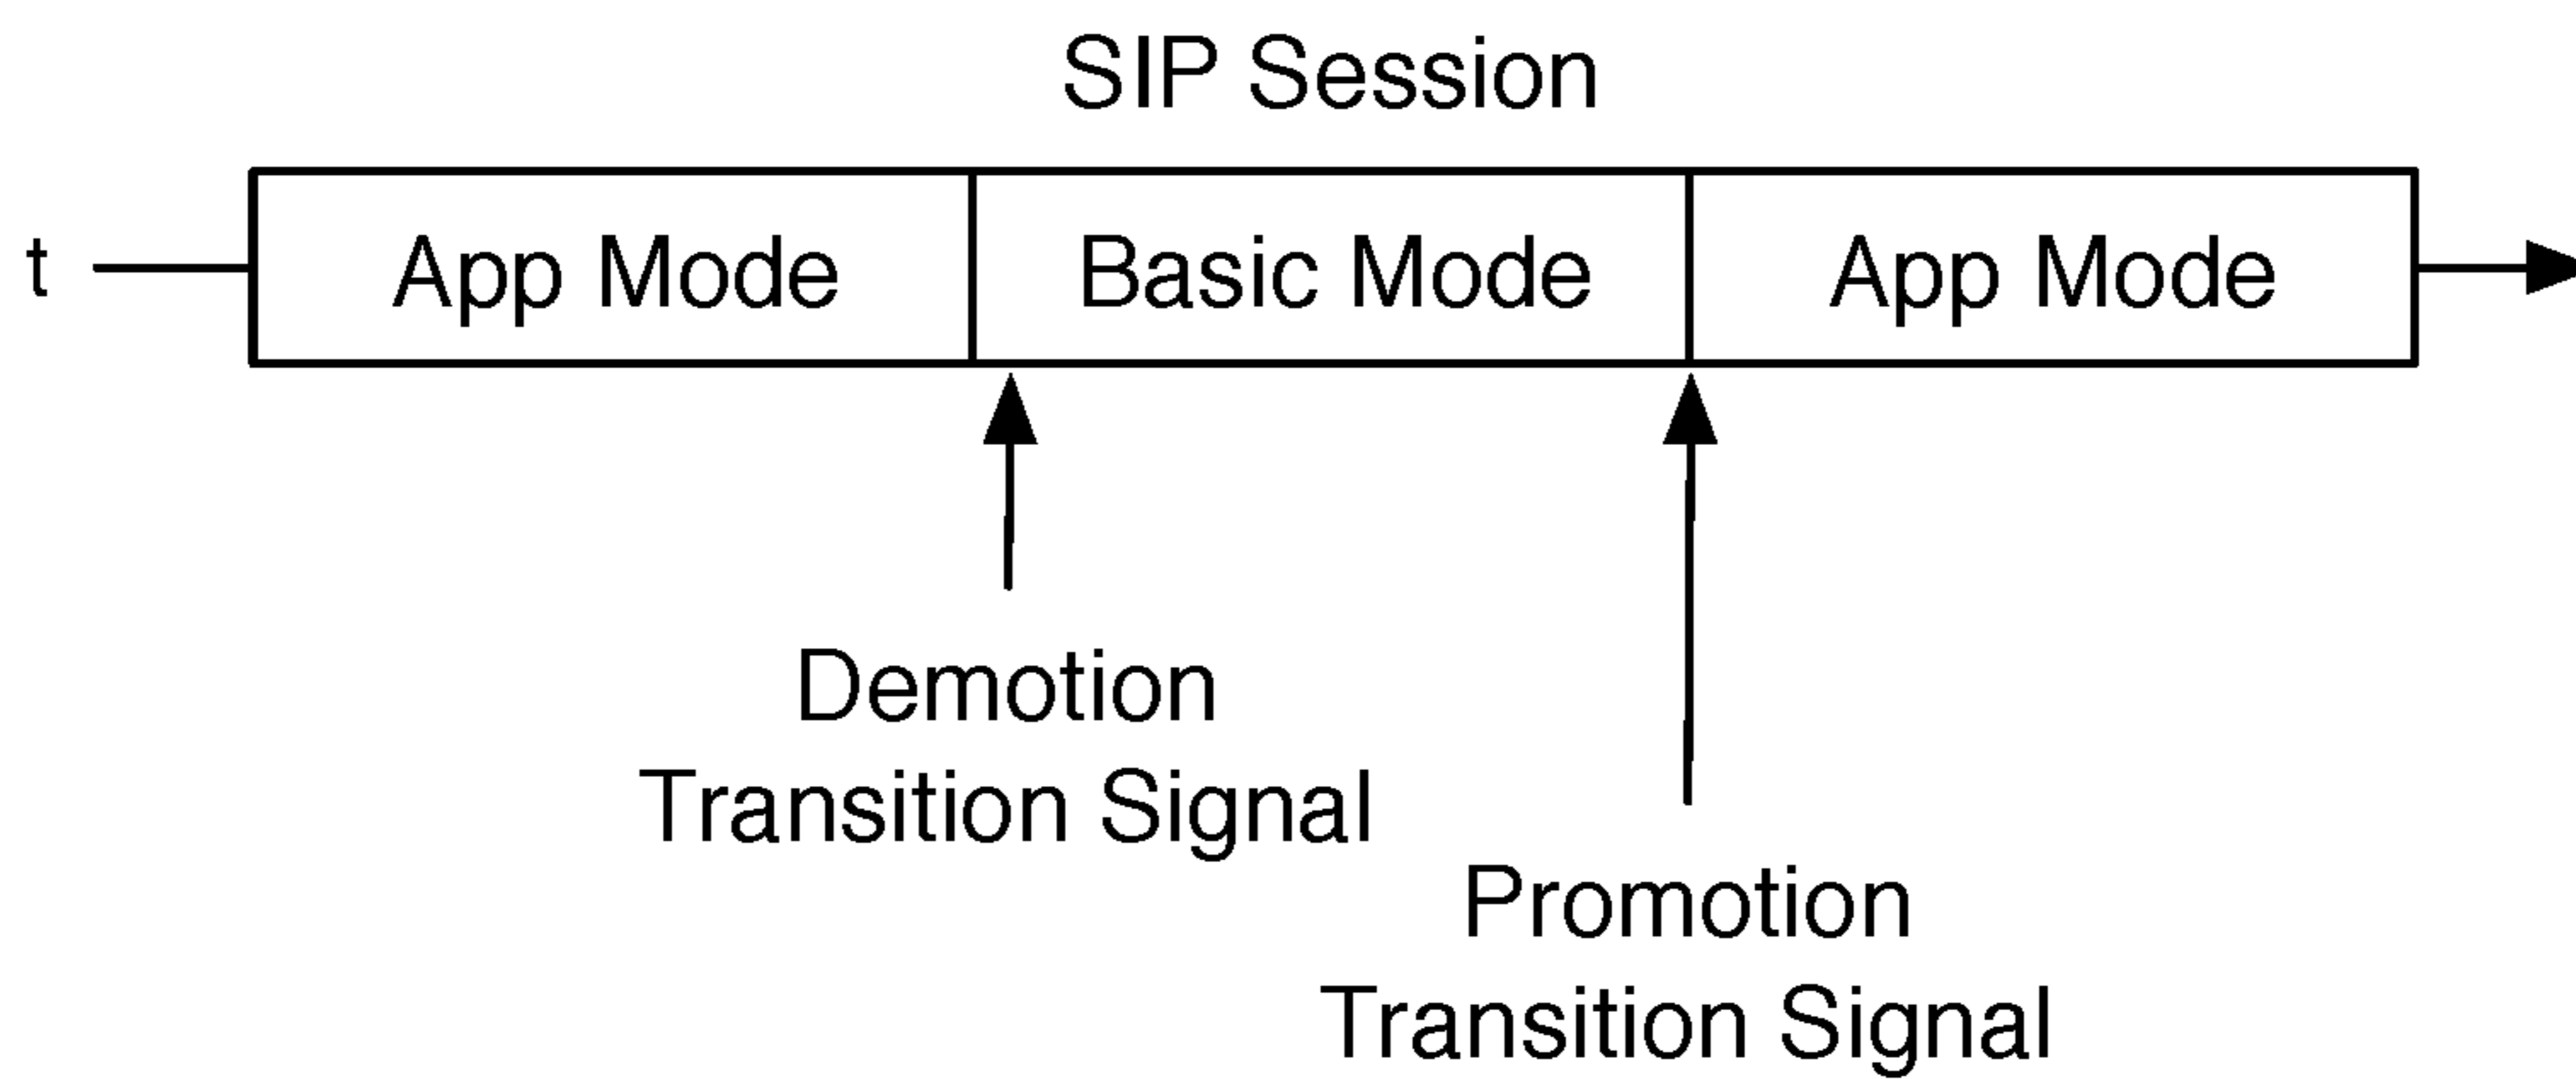 SIP Session
t
App Mode
Basic Mode
App Mode
Demotion
Transition Signal
Promotion
Transition Signal